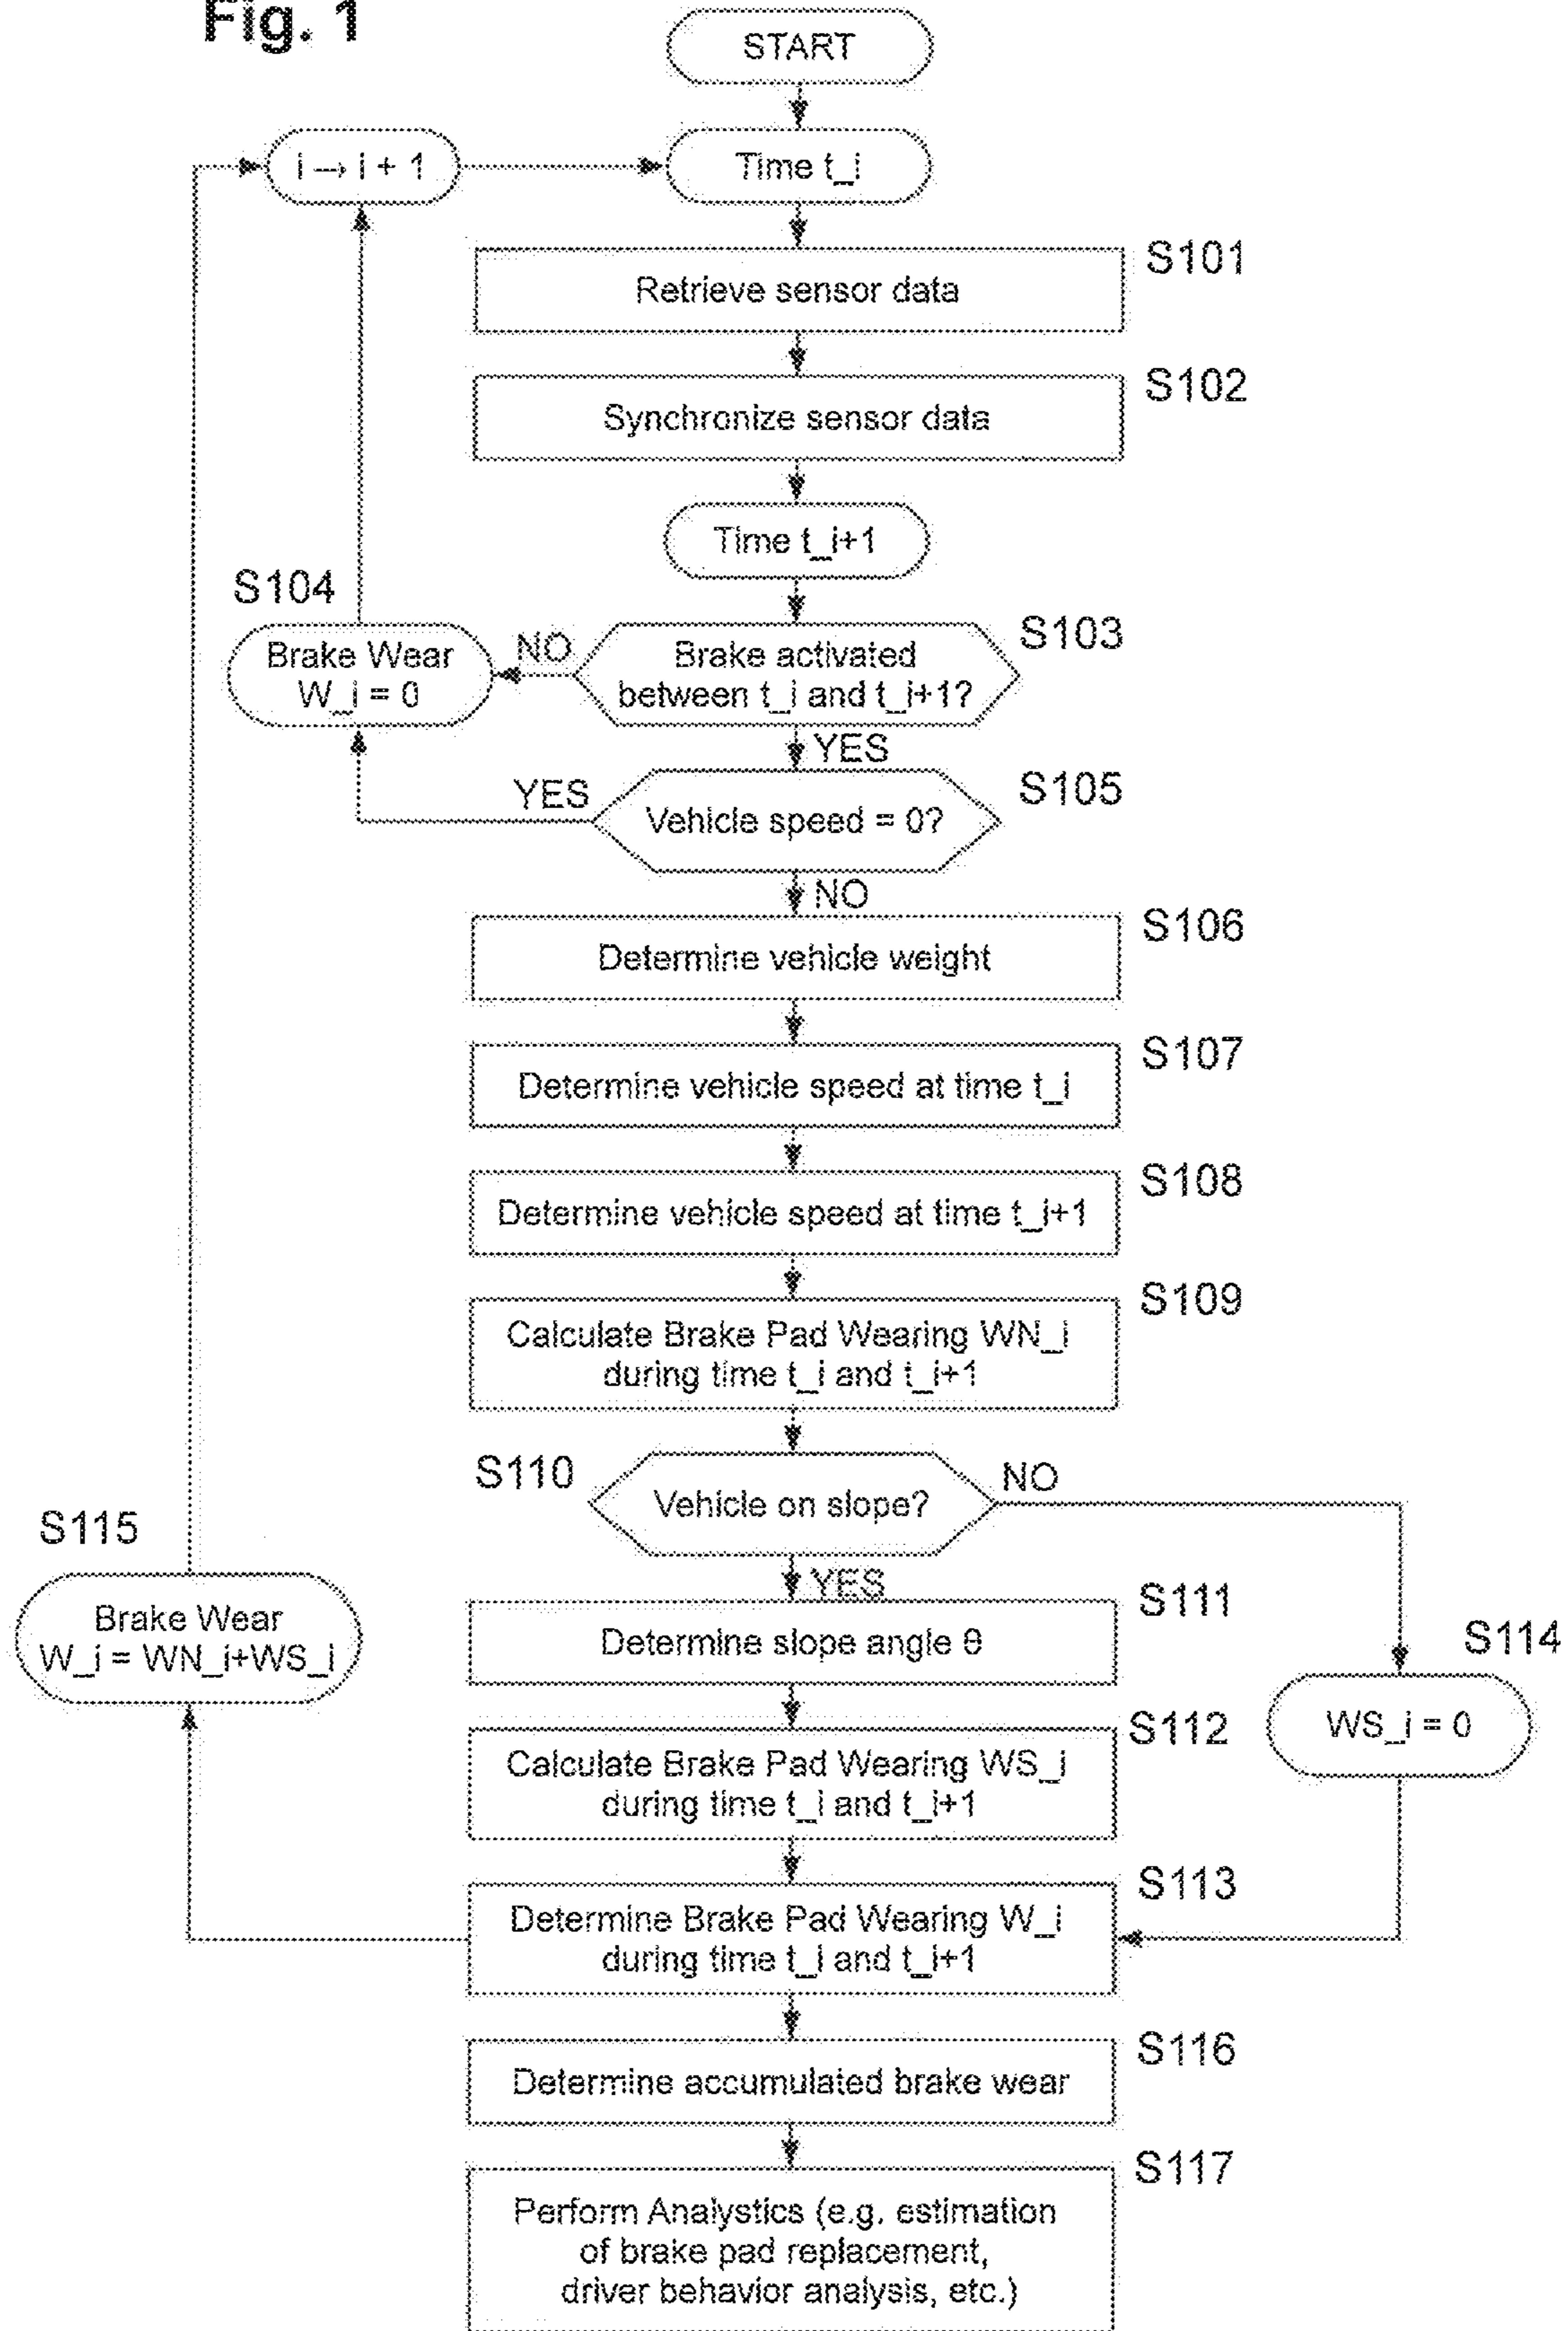 Fig. 1
START
i → i + 1
Time t_i
S101
Retrieve sensor data
S102
Synchronize sensor data
Time t_i+1
S104
Brake Wear
W_i = 0
NO
S103
Brake activated
between t_i and t_i+1?
YES
YES
S105
Vehicle speed = 0?
NO
S106
Determine vehicle weight
S107
Determine vehicle speed at time t_i
S108
Determine vehicle speed at time t_i+1
S109
Calculate Brake Pad Wearing WN_i
during time t_i and t_i+1
S110
Vehicle on slope?
NO
S115
Brake Wear
W_i = WN_i+WS_i
YES
S111
Determine slope angle θ
S114
WS_i = 0
S112
Calculate Brake Pad Wearing WS_i
during time t_i and t_i+1
S113
Determine Brake Pad Wearing W_i
during time t_i and t_i+1
S116
Determine accumulated brake wear
S117
Perform Analystics (e.g. estimation
of brake pad replacement,
driver behavior analysis, etc.)